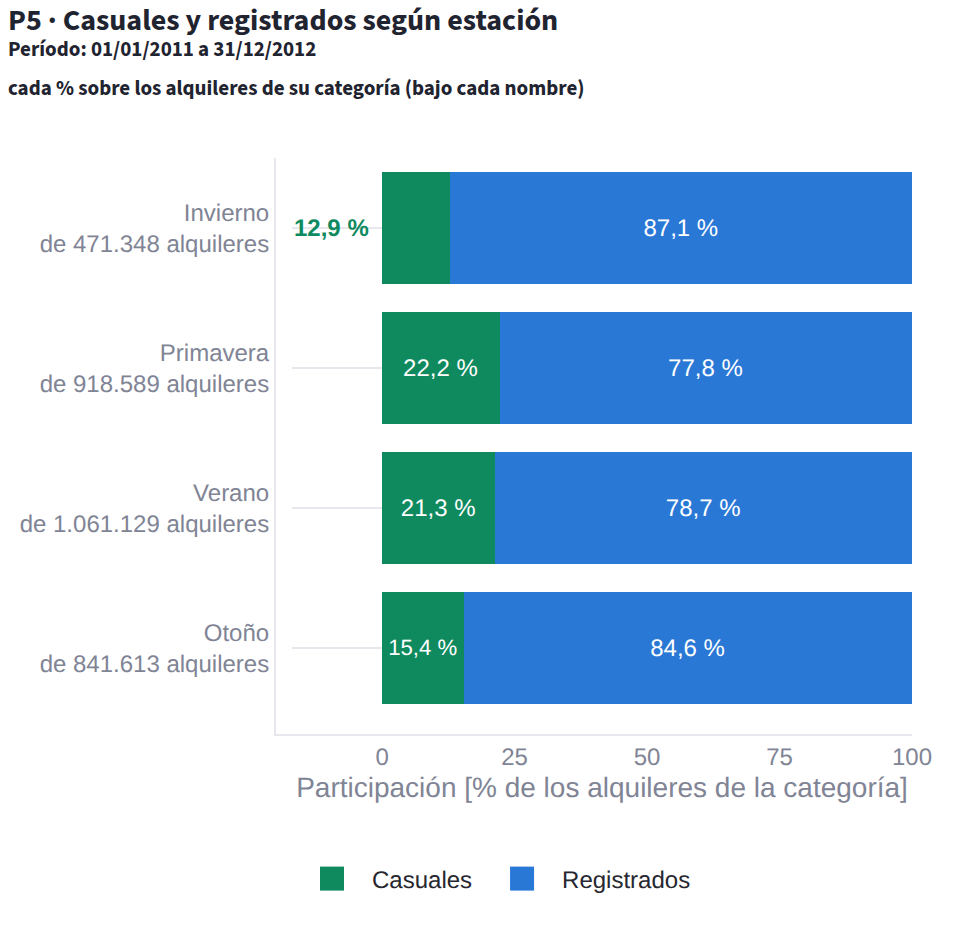 P5 · Casuales y registrados según estación
Período: 01/01/2011 a 31/12/2012
cada % sobre los alquileres de su categoría (bajo cada nombre)
Invierno
de 471.348 alquileres
12,9 %
87,1 %
Primavera
de 918.589 alquileres
22,2 %
77,8 %
Verano
de 1.061.129 alquileres
21,3 %
78,7 %
Otoño
de 841.613 alquileres
15,4 %
84,6 %
0 25 50 75 100
Participación [% de los alquileres de la categoría]
Casuales Registrados